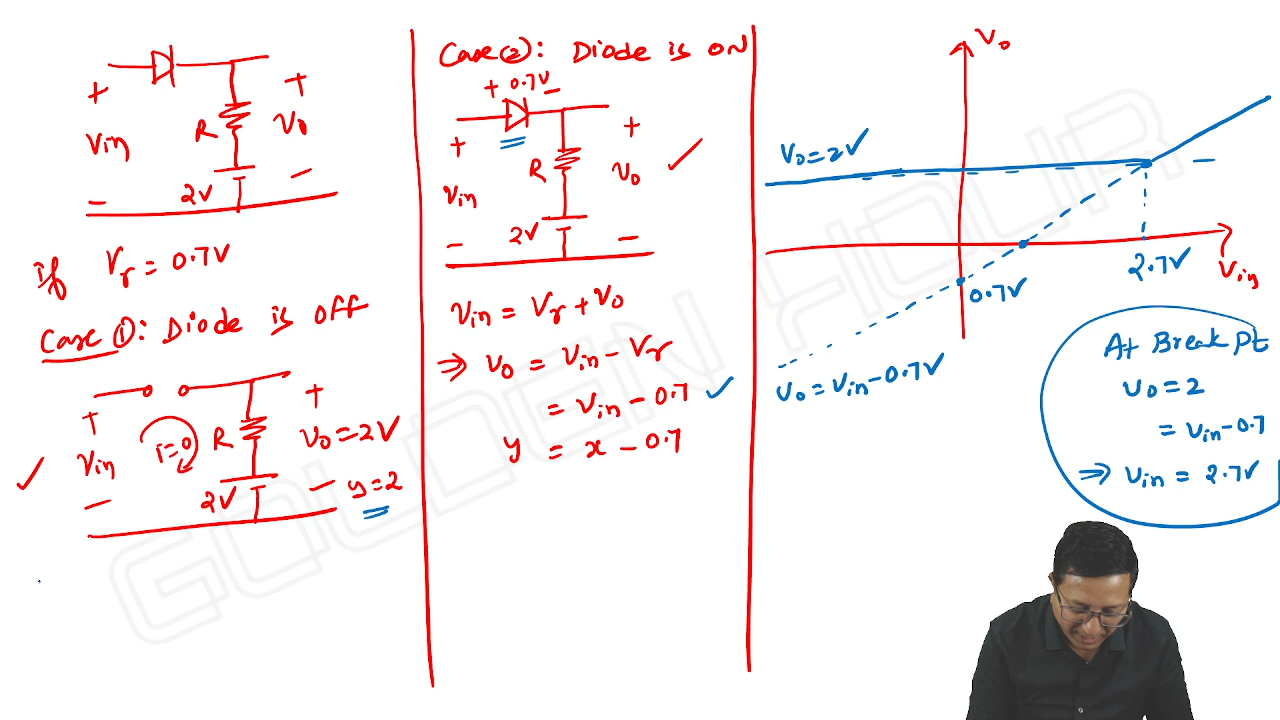 +
Vin
-
R
2V
+
V0
-
if Vr = 0.7V
Case ①: Diode is off
+
Vin
-
i=0
R
2V
+
V0=2V
-
y=2
Case(2): Diode is on
+ 0.7V -
+
Vin
-
R
2V
+
V0
-
Vin = Vr + V0
⇒ V0 = Vin - Vr
= Vin - 0.7
y = x - 0.7
V0
V0=2V
2.7V
Vin
0.7V
V0 = Vin-0.7V
At Break Pt
V0 = 2
= Vin-0.7
⇒ Vin = 2.7V
GOLDEN HOUR